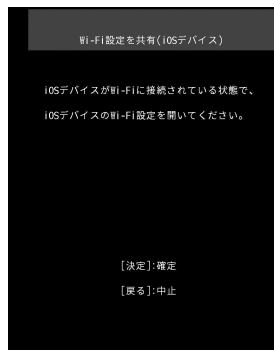 Wi-Fi設定を共有(iOSデバイス)
iOSデバイスがWi-Fiに接続されている状態で、
iOSデバイスのWi-Fi設定を開いてください。
[決定]:確定
[戻る]:中止